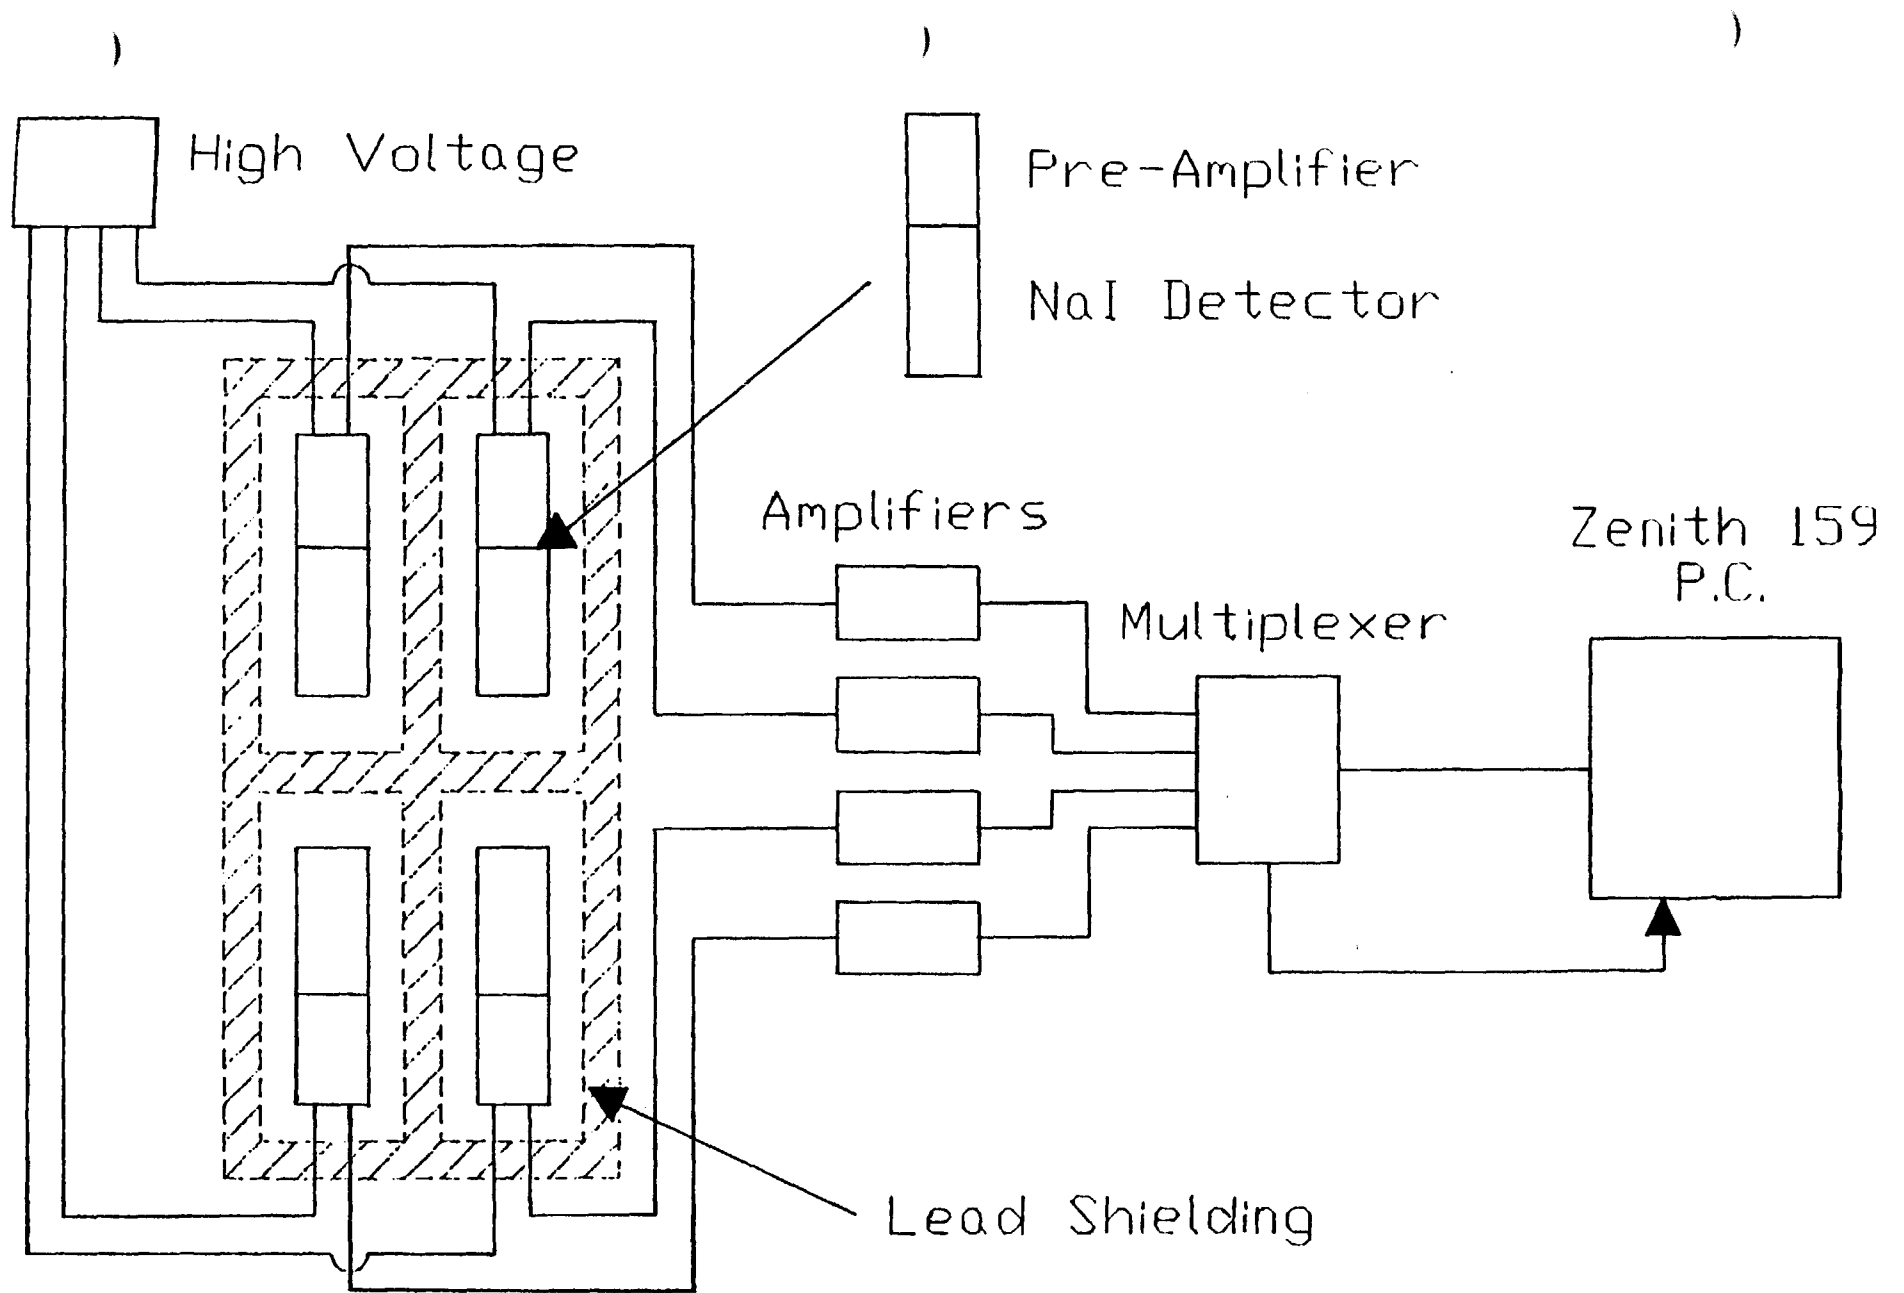 High Voltage
Pre-Amplifier
NaI Detector
Amplifiers
Zenith 159
P.C.
Multiplexer
Lead Shielding